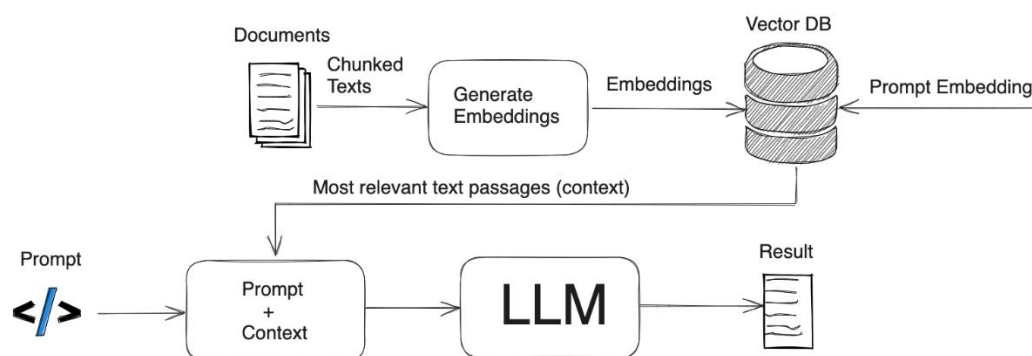 Documents
Vector DB
Chunked
Texts
Generate
Embeddings
Embeddings
Prompt Embedding
Most relevant text passages (context)
Prompt
</>
Prompt
+
Context
LLM
Result